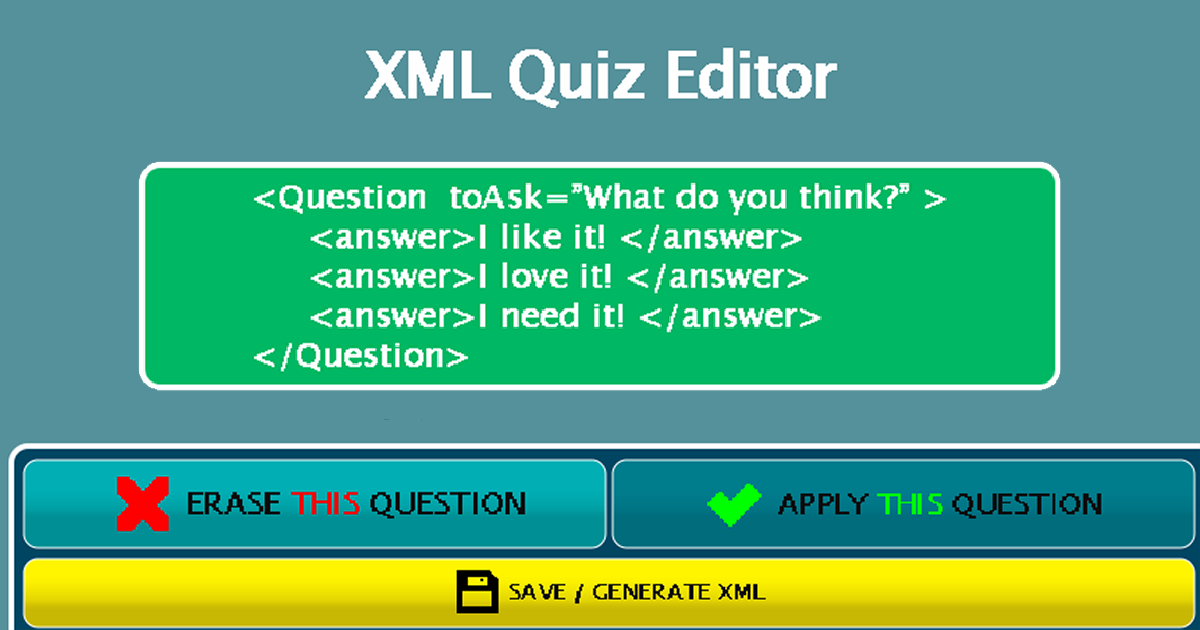 XML Quiz Editor
<Question  toAsk="What do you think?" >
<answer>I like it! </answer>
<answer>I love it! </answer>
<answer>I need it! </answer>
</Question>
ERASE THIS QUESTION
APPLY THIS QUESTION
SAVE / GENERATE XML